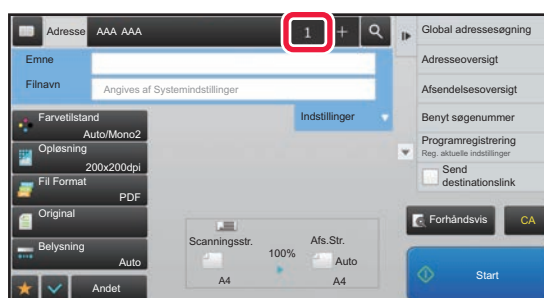 Adresse AAA AAA 1
Emne
Filnavn Angives af Systemindstillinger
Indstillinger
Farvetilstand
Auto/Mono2
Opløsning
200x200dpi
Fil Format
PDF
Original
Belysning
Auto
Andet
Scanningsstr.
A4
100%
Afs.Str.
Auto
A4
Global adressesøgning
Adresseoversigt
Afsendelsesoversigt
Benyt søgenummer
Programregistrering
Reg. aktuelle indstillinger
Send
destinationslink
Forhåndsvis CA
Start